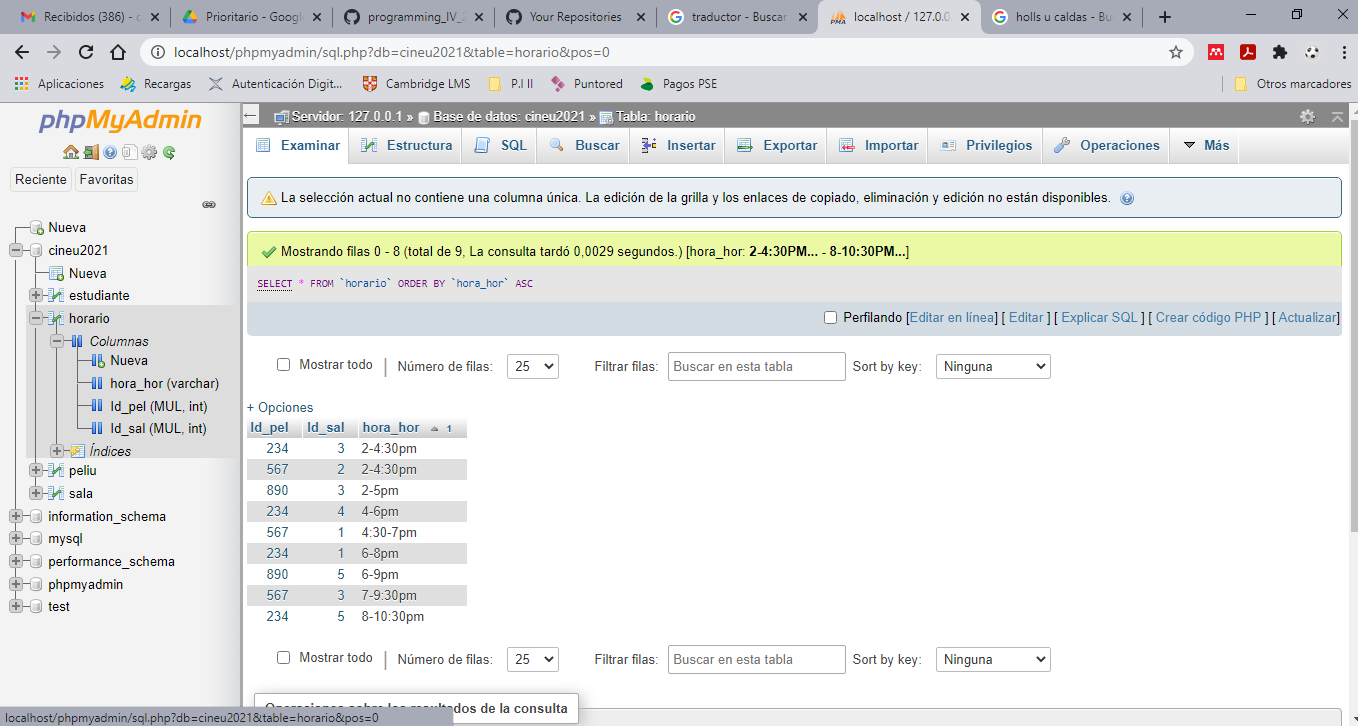 Recibidos (386) - c
Prioritario - Googl
programming_IV_2
Your Repositories
traductor - Buscar
localhost / 127.0.0
holls u caldas - Bu
localhost/phpmyadmin/sql.php?db=cineu2021&table=horario&pos=0
Aplicaciones
Recargas
Autenticación Digit...
Cambridge LMS
P.I II
Puntored
Pagos PSE
Otros marcadores
phpMyAdmin
Reciente
Favoritas
Nueva
cineu2021
Nueva
estudiante
horario
Columnas
Nueva
hora_hor (varchar)
Id_pel (MUL, int)
Id_sal (MUL, int)
Índices
peliu
sala
information_schema
mysql
performance_schema
phpmyadmin
test
Servidor: 127.0.0.1 » Base de datos: cineu2021 » Tabla: horario
Examinar
Estructura
SQL
Buscar
Insertar
Exportar
Importar
Privilegios
Operaciones
Más
La selección actual no contiene una columna única. La edición de la grilla y los enlaces de copiado, eliminación y edición no están disponibles.
Mostrando filas 0 - 8 (total de 9, La consulta tardó 0,0029 segundos.) [hora_hor: 2-4:30PM... - 8-10:30PM...]
SELECT * FROM `horario` ORDER BY `hora_hor` ASC
Perfilando [Editar en línea] [ Editar ] [ Explicar SQL ] [ Crear código PHP ] [ Actualizar]
Mostrar todo | Número de filas: 25 Filtrar filas: Buscar en esta tabla Sort by key: Ninguna
+ Opciones
Id_pel Id_sal hora_hor 1
234 3 2-4:30pm
567 2 2-4:30pm
890 3 2-5pm
234 4 4-6pm
567 1 4:30-7pm
234 1 6-8pm
890 5 6-9pm
567 3 7-9:30pm
234 5 8-10:30pm
Mostrar todo | Número de filas: 25 Filtrar filas: Buscar en esta tabla Sort by key: Ninguna
Operaciones sobre los resultados de la consulta
localhost/phpmyadmin/sql.php?db=cineu2021&table=horario&pos=0